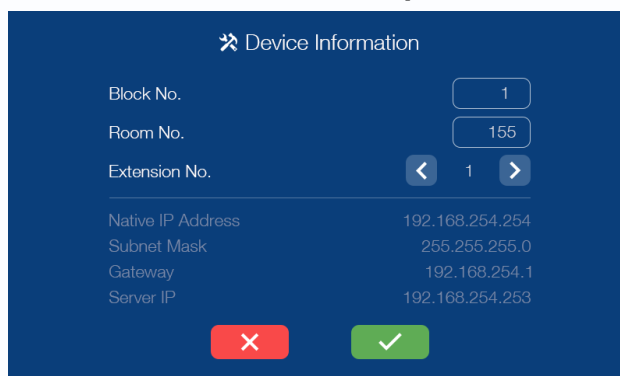 Device Information
Block No. 1
Room No. 155
Extension No. 1
Native IP Address 192.168.254.254
Subnet Mask 255.255.255.0
Gateway 192.168.254.1
Server IP 192.168.254.253